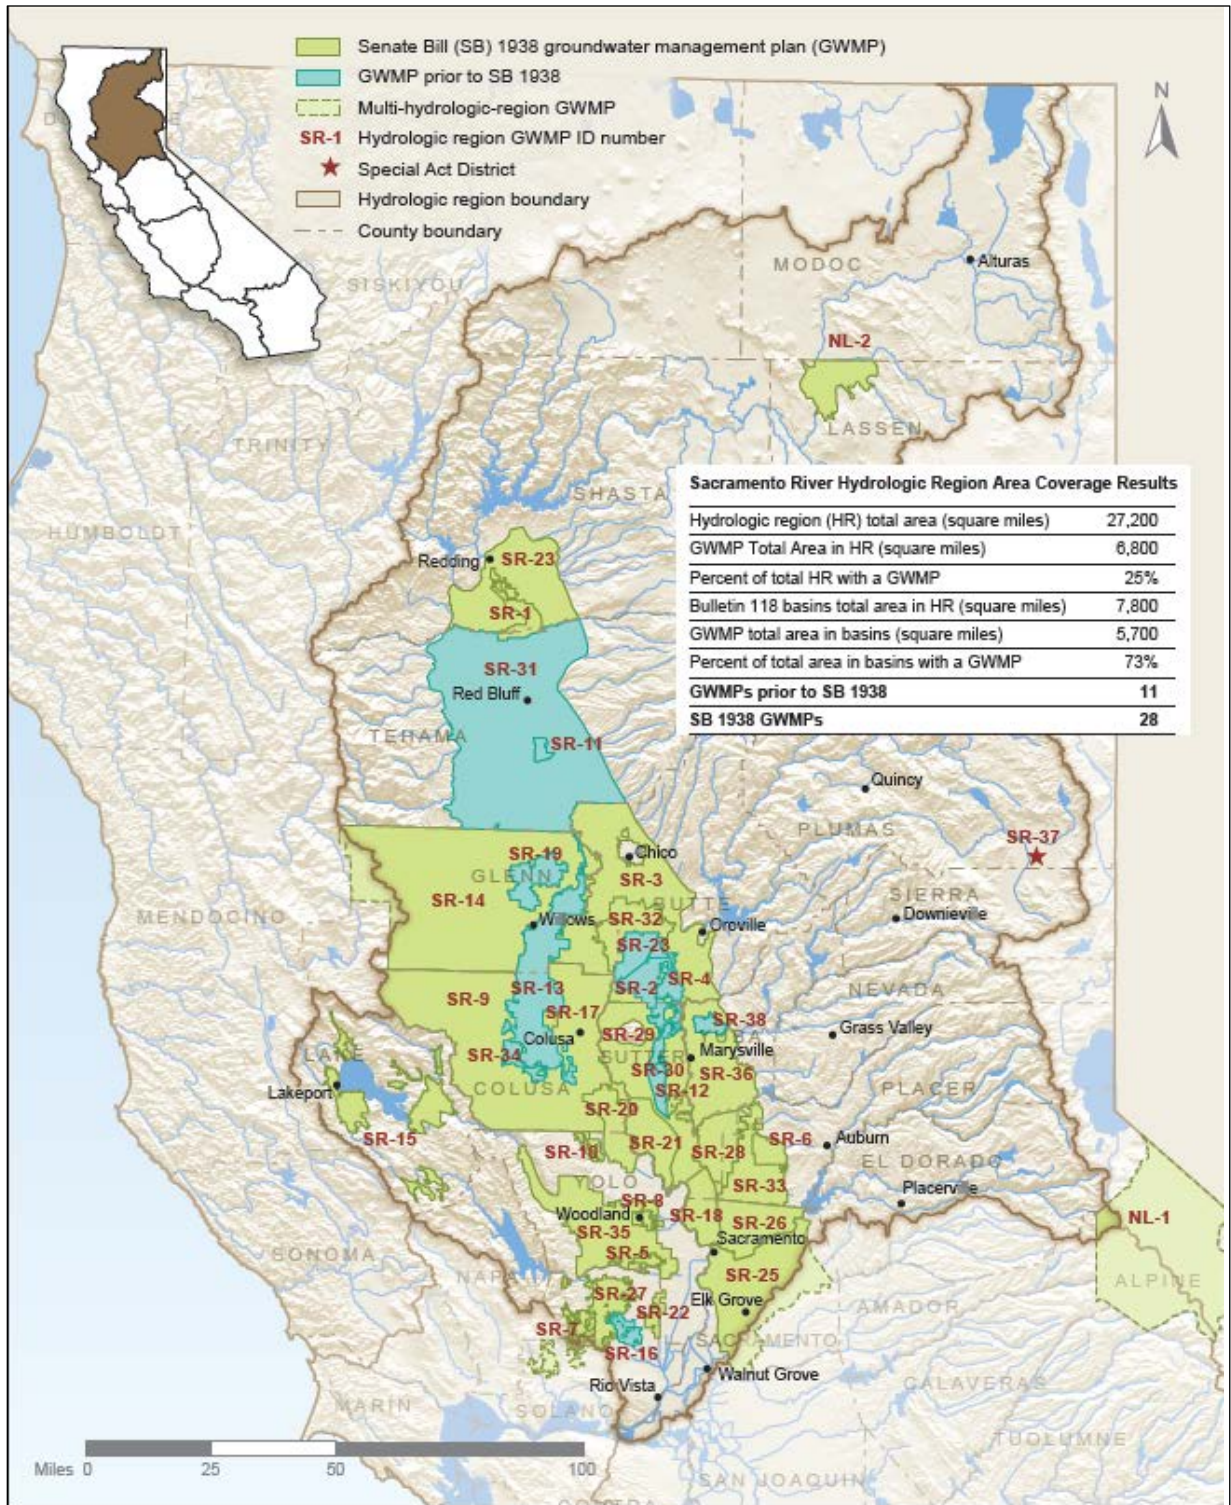 Senate Bill (SB) 1938 groundwater management plan (GWMP)
GWMP prior to SB 1938
Multi-hydrologic-region GWMP
SR-1 Hydrologic region GWMP ID number
Special Act District
Hydrologic region boundary
County boundary
N
SISKIYOU
MODOC
Alturas
NL-2
LASSEN
TRINITY
SHASTA
HUMBOLDT
Sacramento River Hydrologic Region Area Coverage Results
Hydrologic region (HR) total area (square miles) 27,200
GWMP Total Area in HR (square miles) 6,800
Percent of total HR with a GWMP 25%
Bulletin 118 basins total area in HR (square miles) 7,800
GWMP total area in basins (square miles) 5,700
Percent of total area in basins with a GWMP 73%
GWMPs prior to SB 1938 11
SB 1938 GWMPs 28
Redding
SR-23
SR-1
SR-31
Red Bluff
TEHAMA
SR-11
Quincy
PLUMAS
SR-37
SR-19
Chico
GLENN
SR-3
SR-14
BUTTE
SIERRA
MENDOCINO
Willows
SR-32
Oroville
Downieville
SR-23
SR-4
SR-13
SR-2
NEVADA
SR-9
SR-17
SR-38
Colusa
SR-29
Grass Valley
SUTTER
Marysville
LAKE
SR-34
SR-30
SR-36
COLUSA
SR-12
PLACER
Lakeport
SR-20
SR-15
SR-10
SR-21
SR-28
SR-6
Auburn
EL DORADO
YOLO
SR-33
Placerville
SR-8
Woodland
SR-18
SR-26
NL-1
SR-35
Sacramento
SONOMA
SR-5
SR-25
NAPA
ALPINE
SR-27
Elk Grove
SR-22
AMADOR
SR-7
SACRAMENTO
SR-16
Walnut Grove
Rio Vista
CALAVERAS
MARIN
SOLANO
TUOLUMNE
Miles 0 25 50 100
SAN JOAQUIN